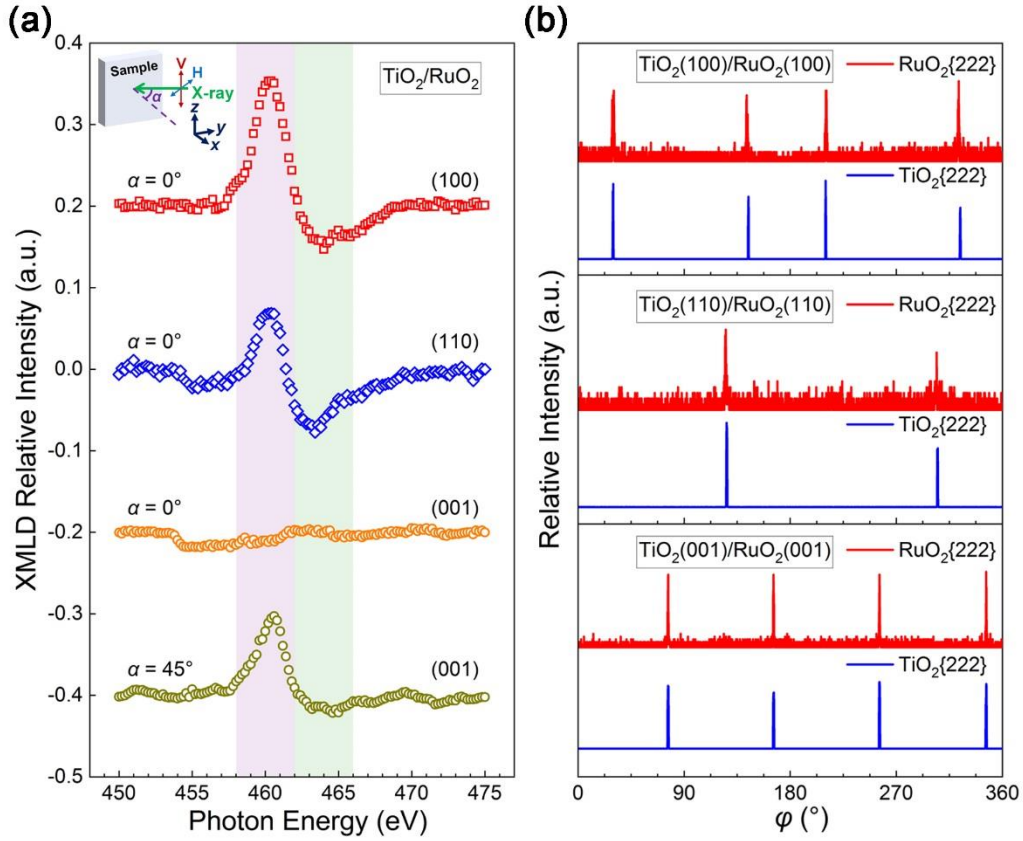 (a)
XMLD Relative Intensity (a.u.)
0.4
0.3
0.2
0.1
0.0
-0.1
-0.2
-0.3
-0.4
-0.5
Sample
V
H
X-ray
α
z
y
x
TiO₂/RuO₂
α = 0°
(100)
α = 0°
(110)
α = 0°
(001)
α = 45°
(001)
450 455 460 465 470 475
Photon Energy (eV)
(b)
Relative Intensity (a.u.)
TiO₂(100)/RuO₂(100)
RuO₂{222}
TiO₂{222}
TiO₂(110)/RuO₂(110)
RuO₂{222}
TiO₂{222}
TiO₂(001)/RuO₂(001)
RuO₂{222}
TiO₂{222}
0 90 180 270 360
φ (°)